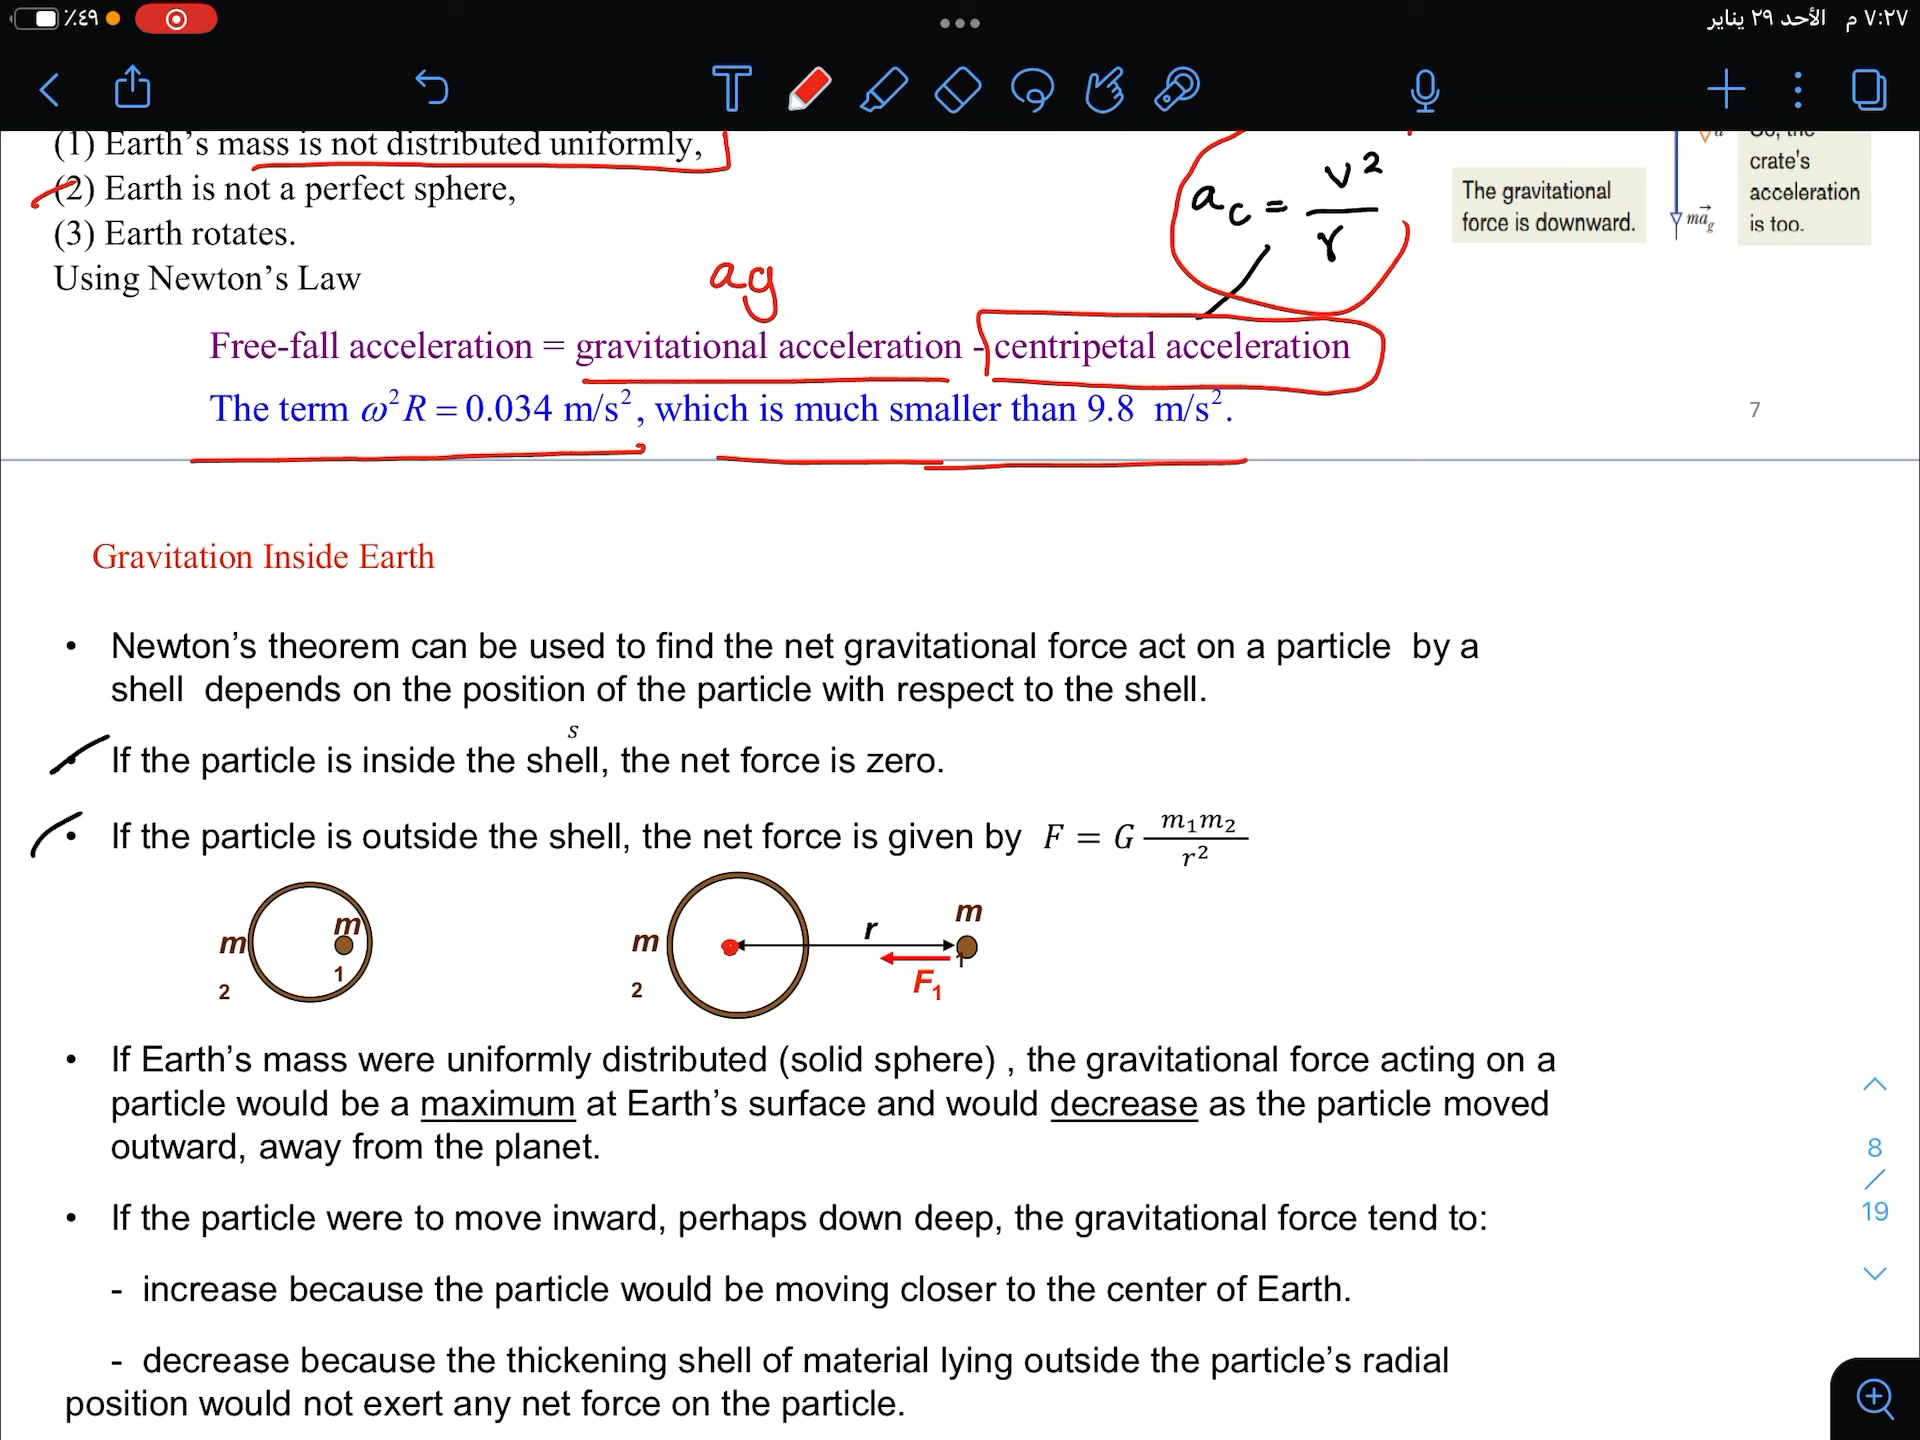 ٪٤٩
٧:٢٧ م الأحد ٢٩ يناير
(1) Earth's mass is not distributed uniformly,
(2) Earth is not a perfect sphere,
(3) Earth rotates.
Using Newton's Law
ag
ac = v²/r
The gravitational
force is downward.
mag
crate's
acceleration
is too.
Free-fall acceleration = gravitational acceleration - centripetal acceleration
The term ω²R = 0.034 m/s², which is much smaller than 9.8 m/s².
7
Gravitation Inside Earth
• Newton's theorem can be used to find the net gravitational force act on a particle by a
shell depends on the position of the particle with respect to the shell.
s
• If the particle is inside the shell, the net force is zero.
• If the particle is outside the shell, the net force is given by F = G m₁m₂/r²
m
2
m
1
m
2
r
m
1
F₁
• If Earth's mass were uniformly distributed (solid sphere) , the gravitational force acting on a
particle would be a maximum at Earth's surface and would decrease as the particle moved
outward, away from the planet.
• If the particle were to move inward, perhaps down deep, the gravitational force tend to:
- increase because the particle would be moving closer to the center of Earth.
- decrease because the thickening shell of material lying outside the particle's radial
position would not exert any net force on the particle.
8
/
19